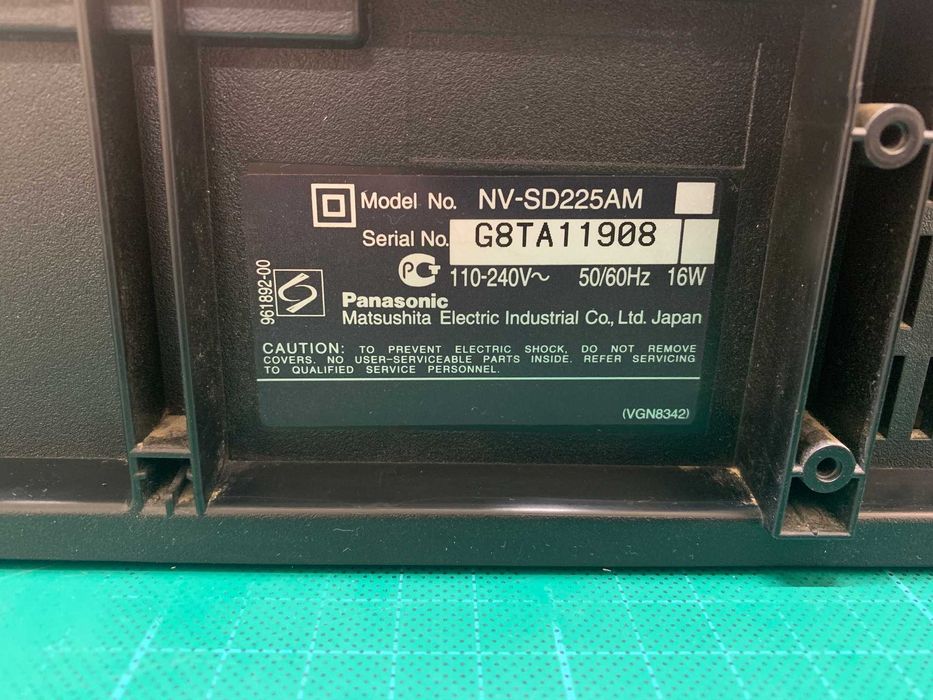 Model No. NV-SD225AM
Serial No. G8TA11908
РСТ 110-240V~ 50/60Hz 16W
961892-00
Panasonic
Matsushita Electric Industrial Co., Ltd. Japan
CAUTION: TO PREVENT ELECTRIC SHOCK, DO NOT REMOVE
COVERS. NO USER-SERVICEABLE PARTS INSIDE. REFER SERVICING
TO QUALIFIED SERVICE PERSONNEL.
(VGN8342)